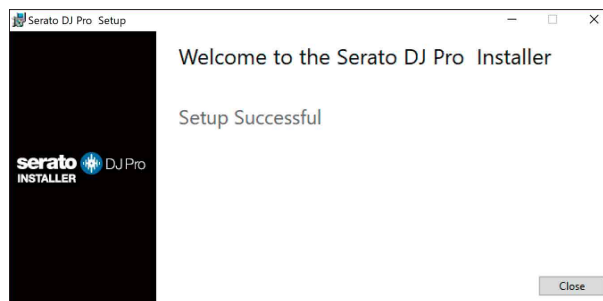 Serato DJ Pro Setup
Welcome to the Serato DJ Pro Installer
Setup Successful
serato DJ Pro
INSTALLER
Close